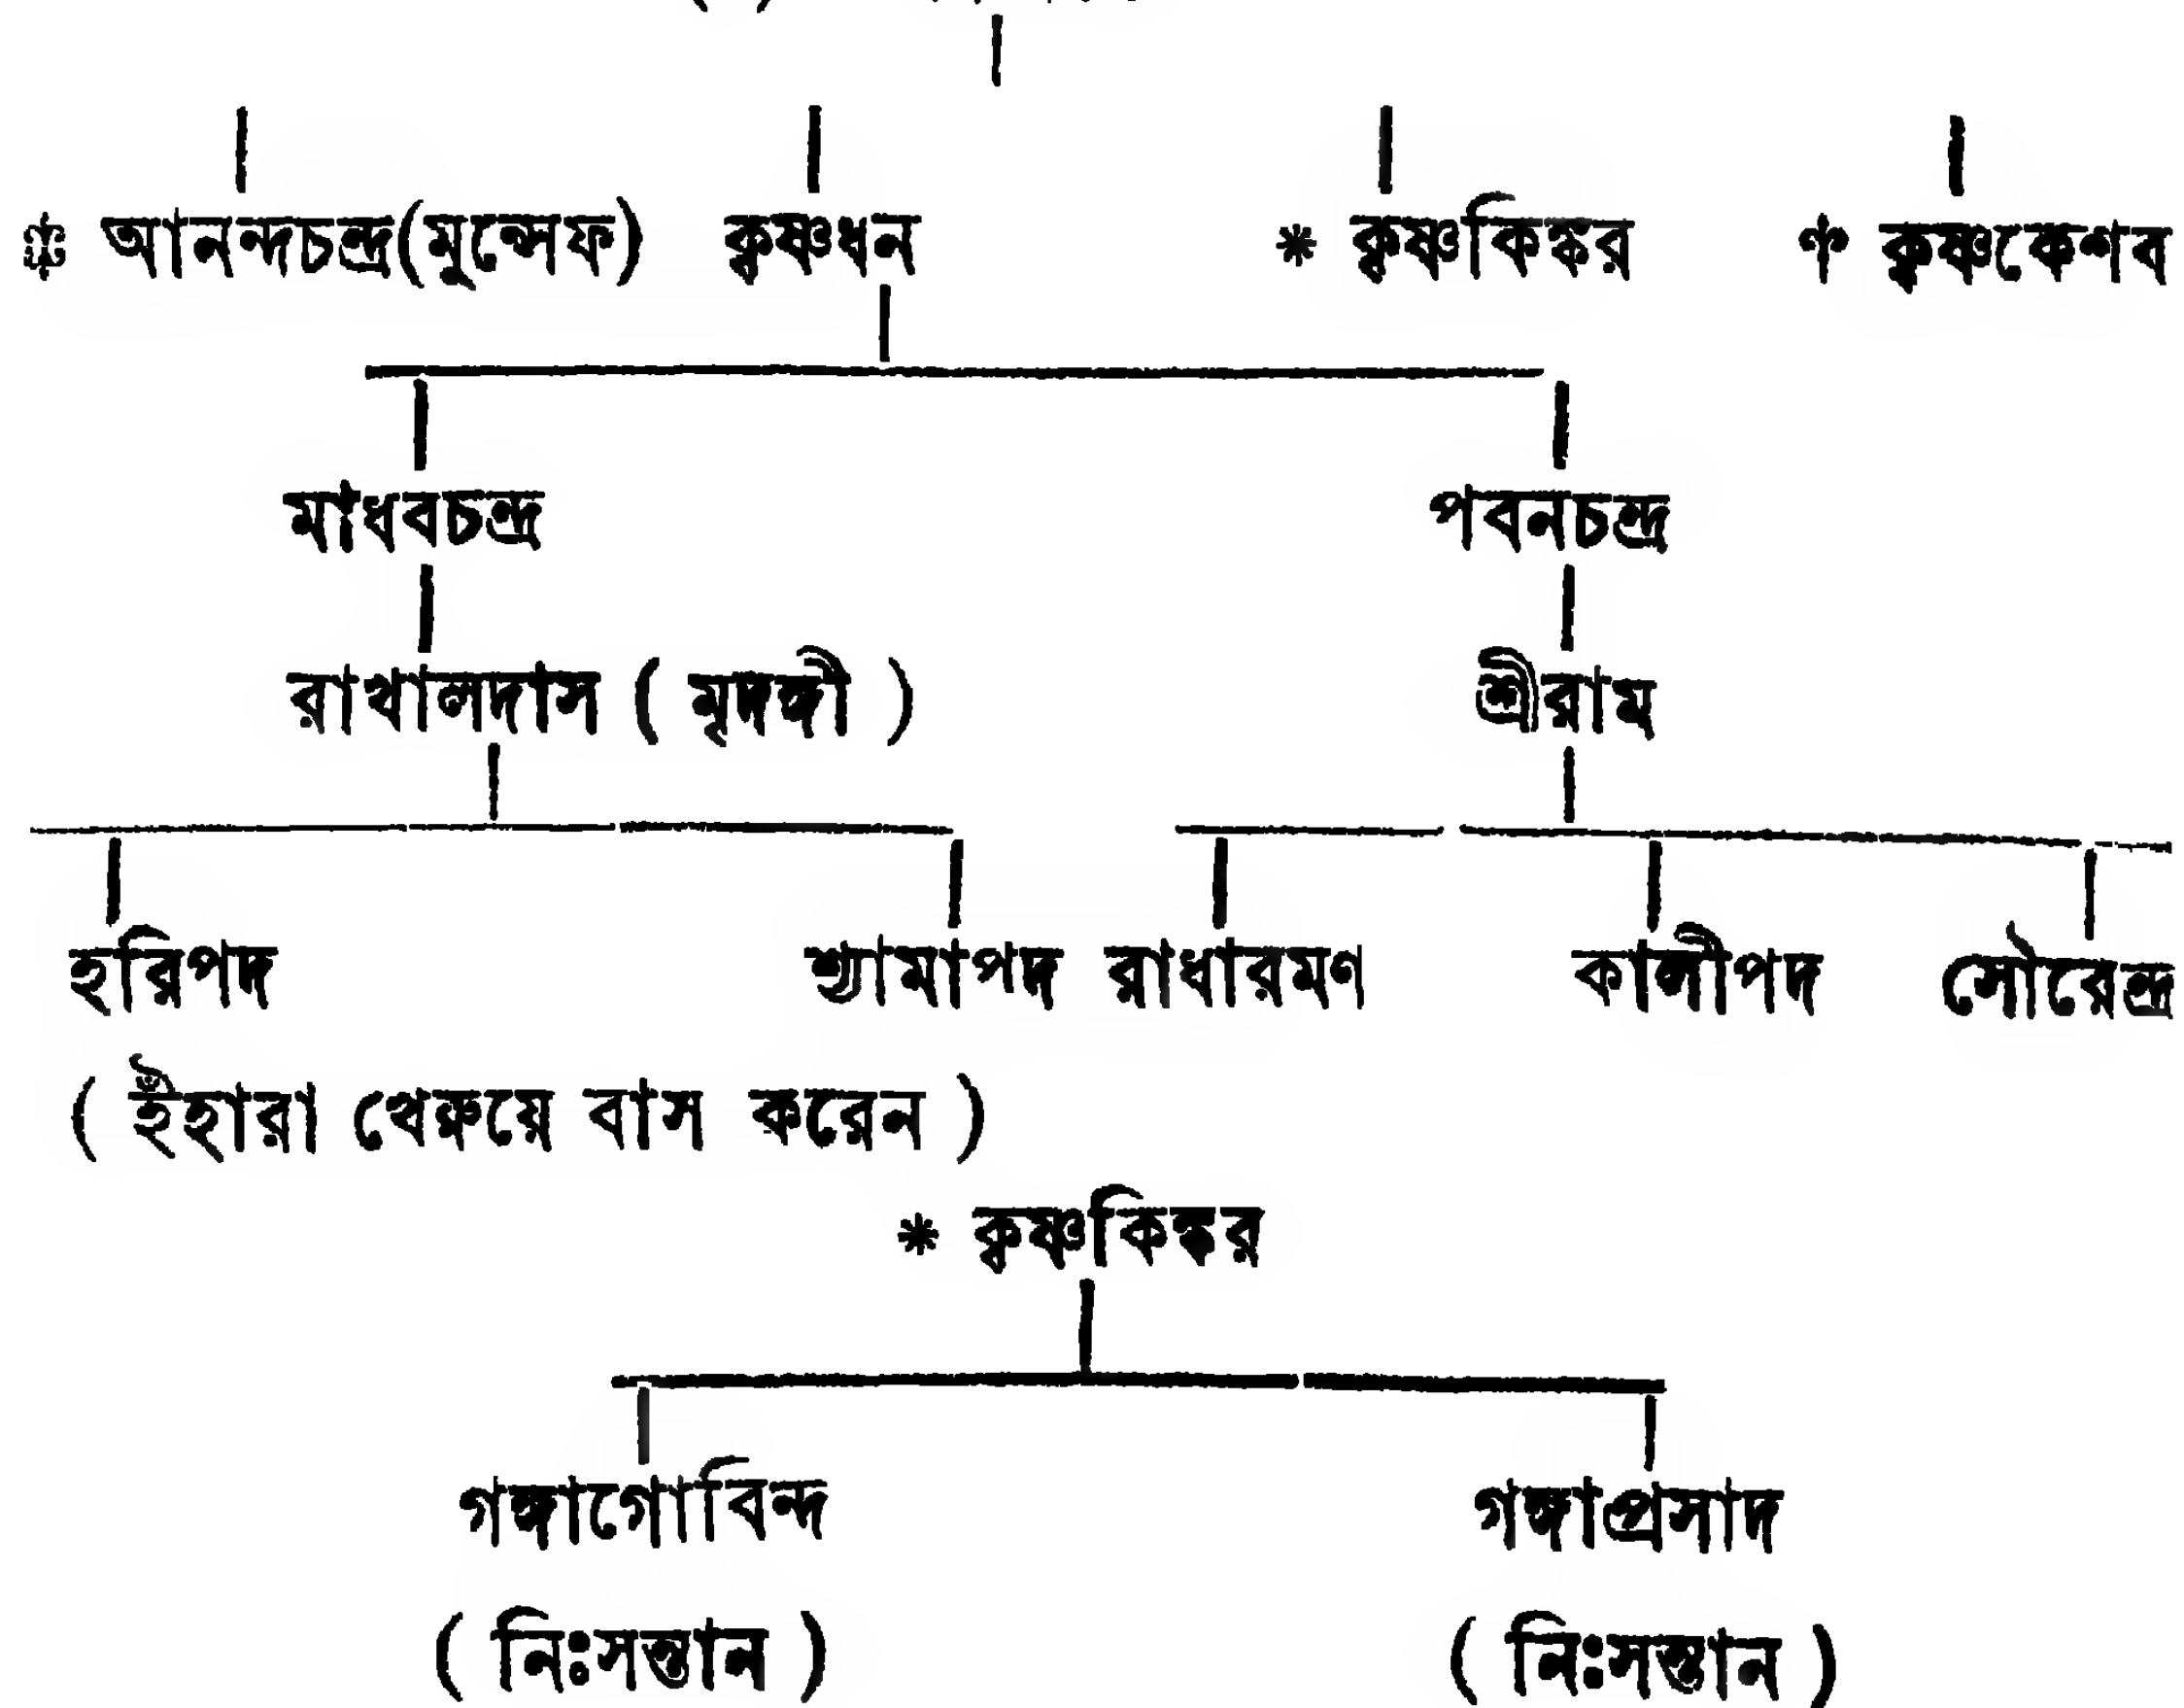 * আনন্দচন্দ্র(মুন্সেফ) কৃষ্ণধন * কৃষ্ণকিঙ্কর † কৃষ্ণকেশব
মাধবচন্দ্র পবনচন্দ্র
রাখালদাস ( মৃদঙ্গী ) শ্রীরাম
হরিপদ শ্যামাপদ রাধারমণ কালীপদ সৌরেন্দ্র
( ইঁহারা খেরুয়ে বাস করেন )
* কৃষ্ণকিঙ্কর
গঙ্গাগোবিন্দ গঙ্গাপ্রসাদ
( নিঃসন্তান ) ( নিঃসন্তান )